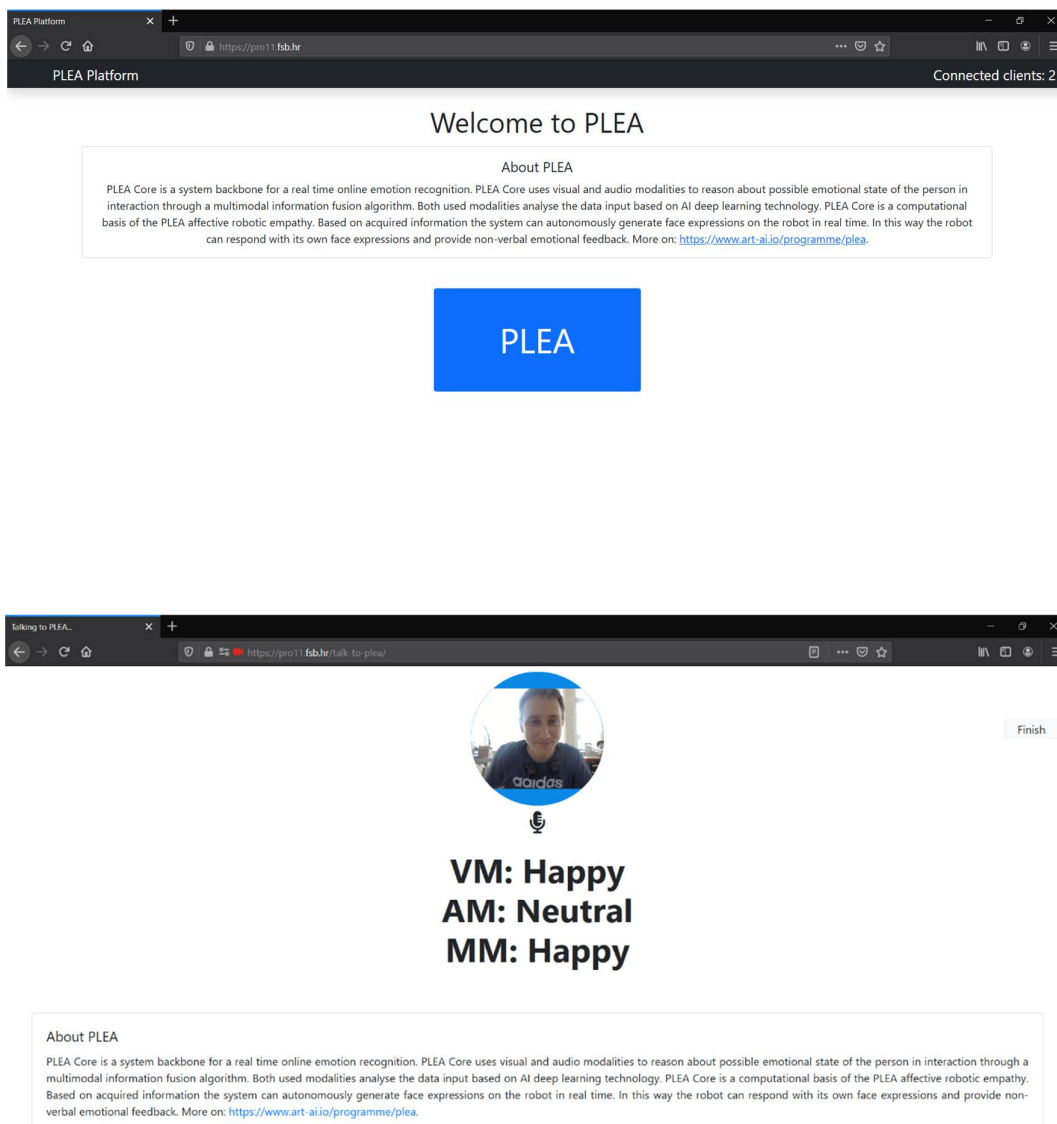 PLEA Platform
https://pro11.fsb.hr
PLEA Platform
Connected clients: 2
Welcome to PLEA
About PLEA
PLEA Core is a system backbone for a real time online emotion recognition. PLEA Core uses visual and audio modalities to reason about possible emotional state of the person in
interaction through a multimodal information fusion algorithm. Both used modalities analyse the data input based on AI deep learning technology. PLEA Core is a computational
basis of the PLEA affective robotic empathy. Based on acquired information the system can autonomously generate face expressions on the robot in real time. In this way the robot
can respond with its own face expressions and provide non-verbal emotional feedback. More on: https://www.art-ai.io/programme/plea.
PLEA
Talking to PLEA...
https://pro11.fsb.hr/talk-to-plea/
Finish
adidas
VM: Happy
AM: Neutral
MM: Happy
About PLEA
PLEA Core is a system backbone for a real time online emotion recognition. PLEA Core uses visual and audio modalities to reason about possible emotional state of the person in interaction through a
multimodal information fusion algorithm. Both used modalities analyse the data input based on AI deep learning technology. PLEA Core is a computational basis of the PLEA affective robotic empathy.
Based on acquired information the system can autonomously generate face expressions on the robot in real time. In this way the robot can respond with its own face expressions and provide non-
verbal emotional feedback. More on: https://www.art-ai.io/programme/plea.